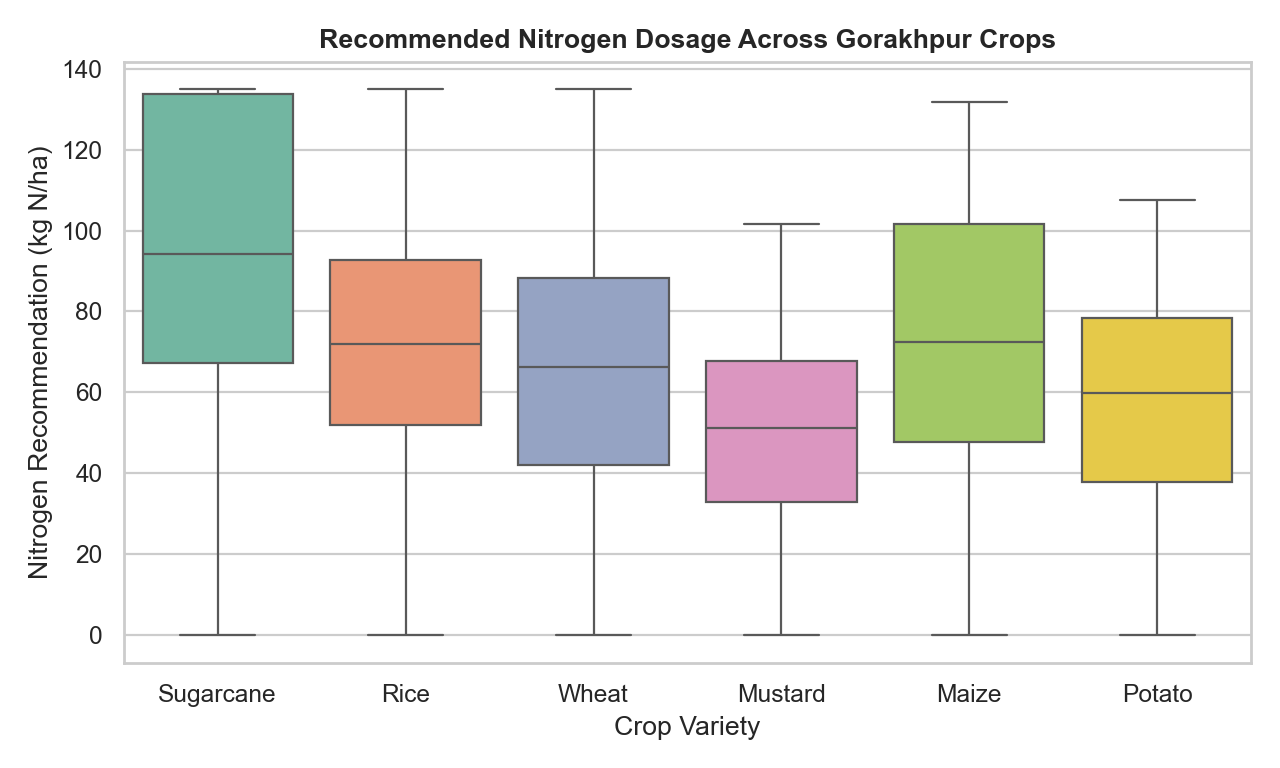 Recommended Nitrogen Dosage Across Gorakhpur Crops
Nitrogen Recommendation (kg N/ha)
140
120
100
80
60
40
20
0
Sugarcane Rice Wheat Mustard Maize Potato
Crop Variety